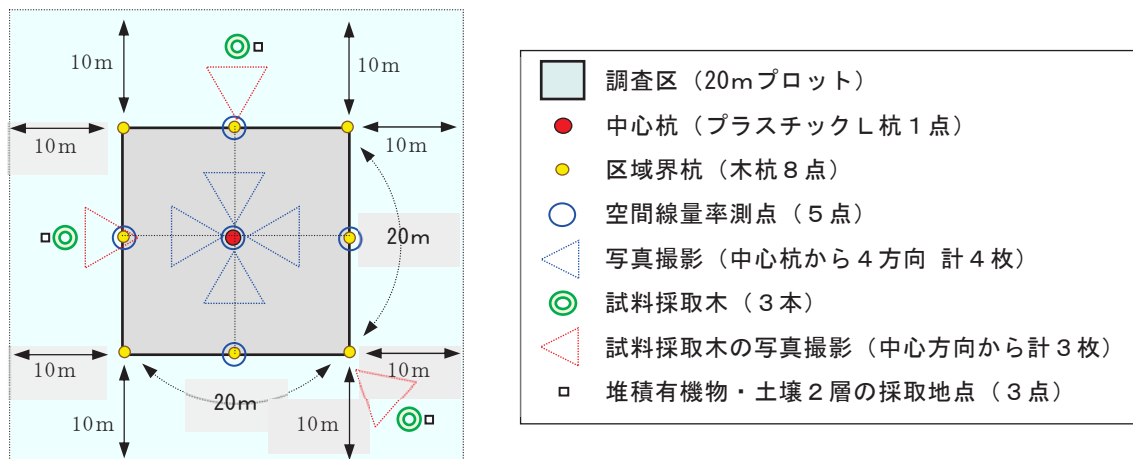 10m
10m
10m
10m
20m
10m
10m
20m
10m
10m
調査区（20mプロット）
中心杭（プラスチックL杭１点）
区域界杭（木杭８点）
空間線量率測点（５点）
写真撮影（中心杭から４方向 計４枚）
試料採取木（３本）
試料採取木の写真撮影（中心方向から計３枚）
堆積有機物・土壌２層の採取地点（３点）